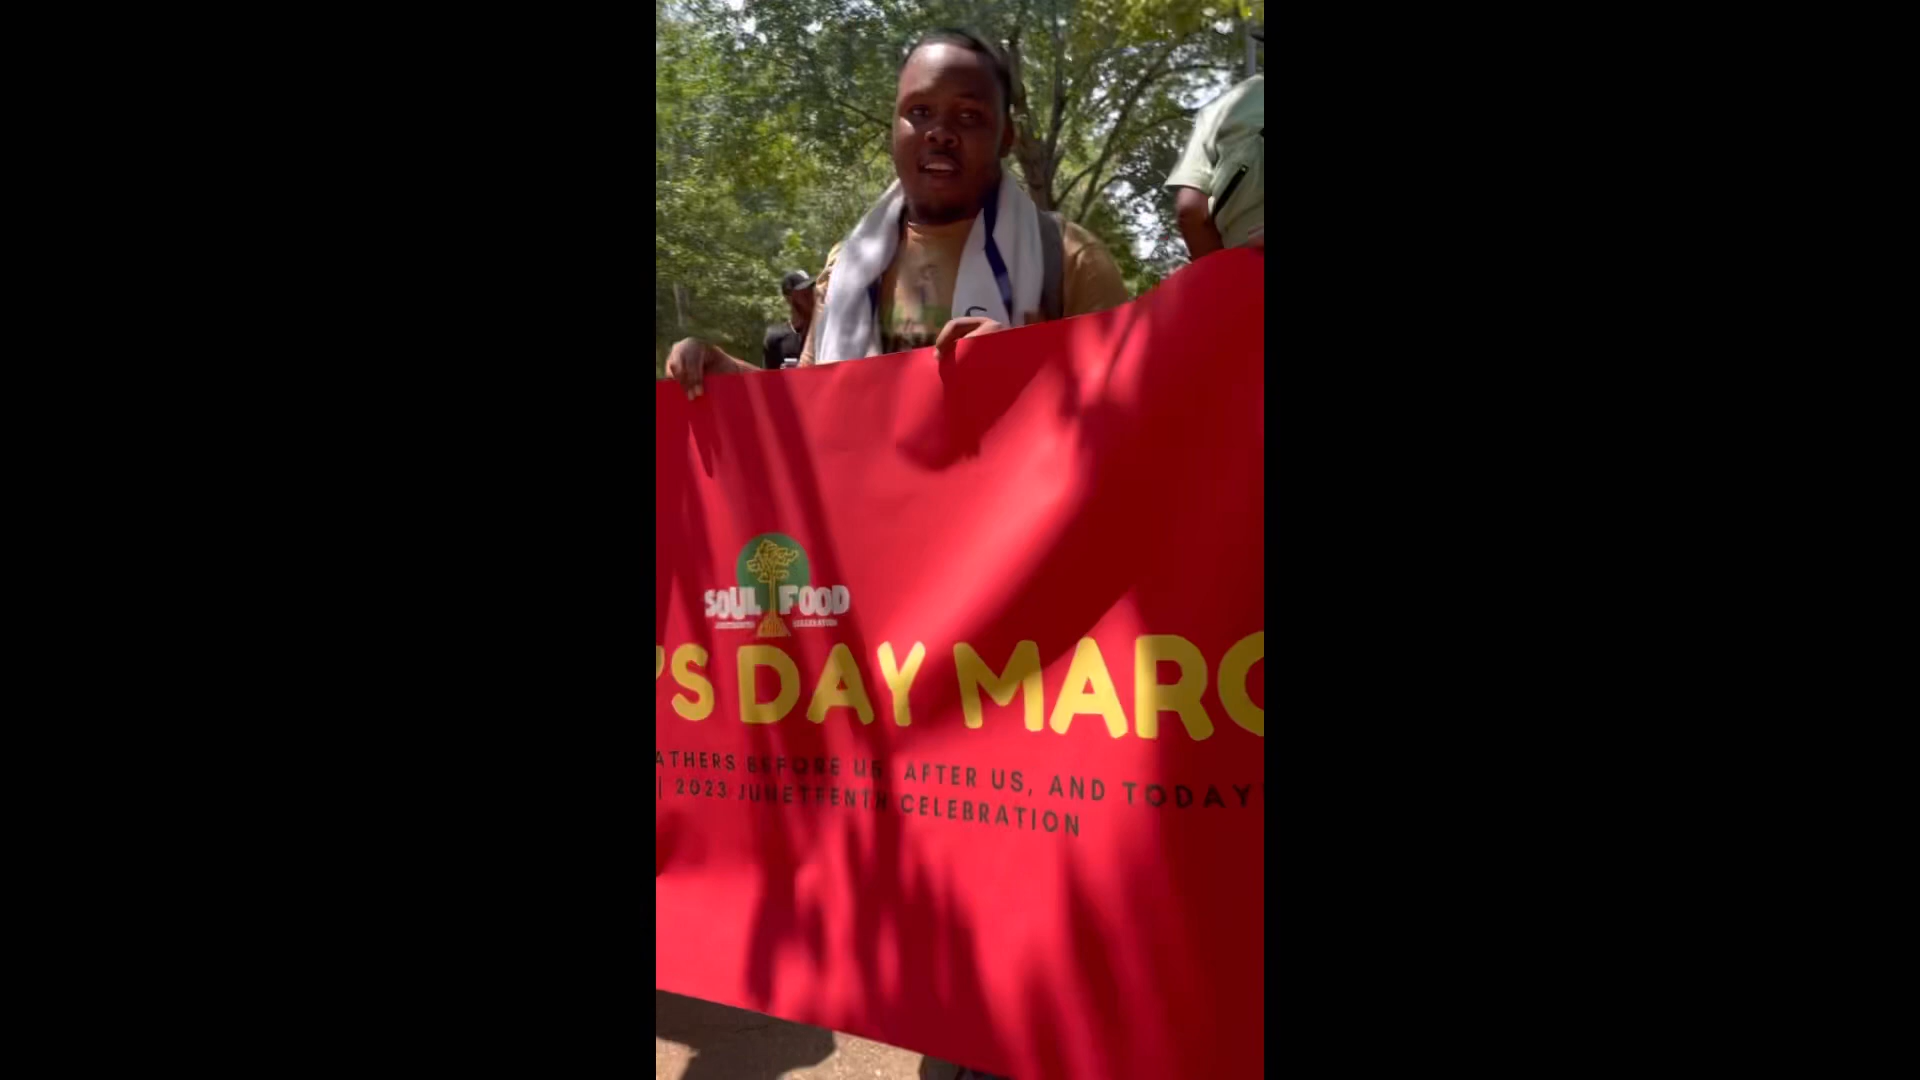 SOUL FOOD
'S DAY MARC
ATHERS BEFORE US, AFTER US, AND TODAY
| 2023 JUNETEENTH CELEBRATION